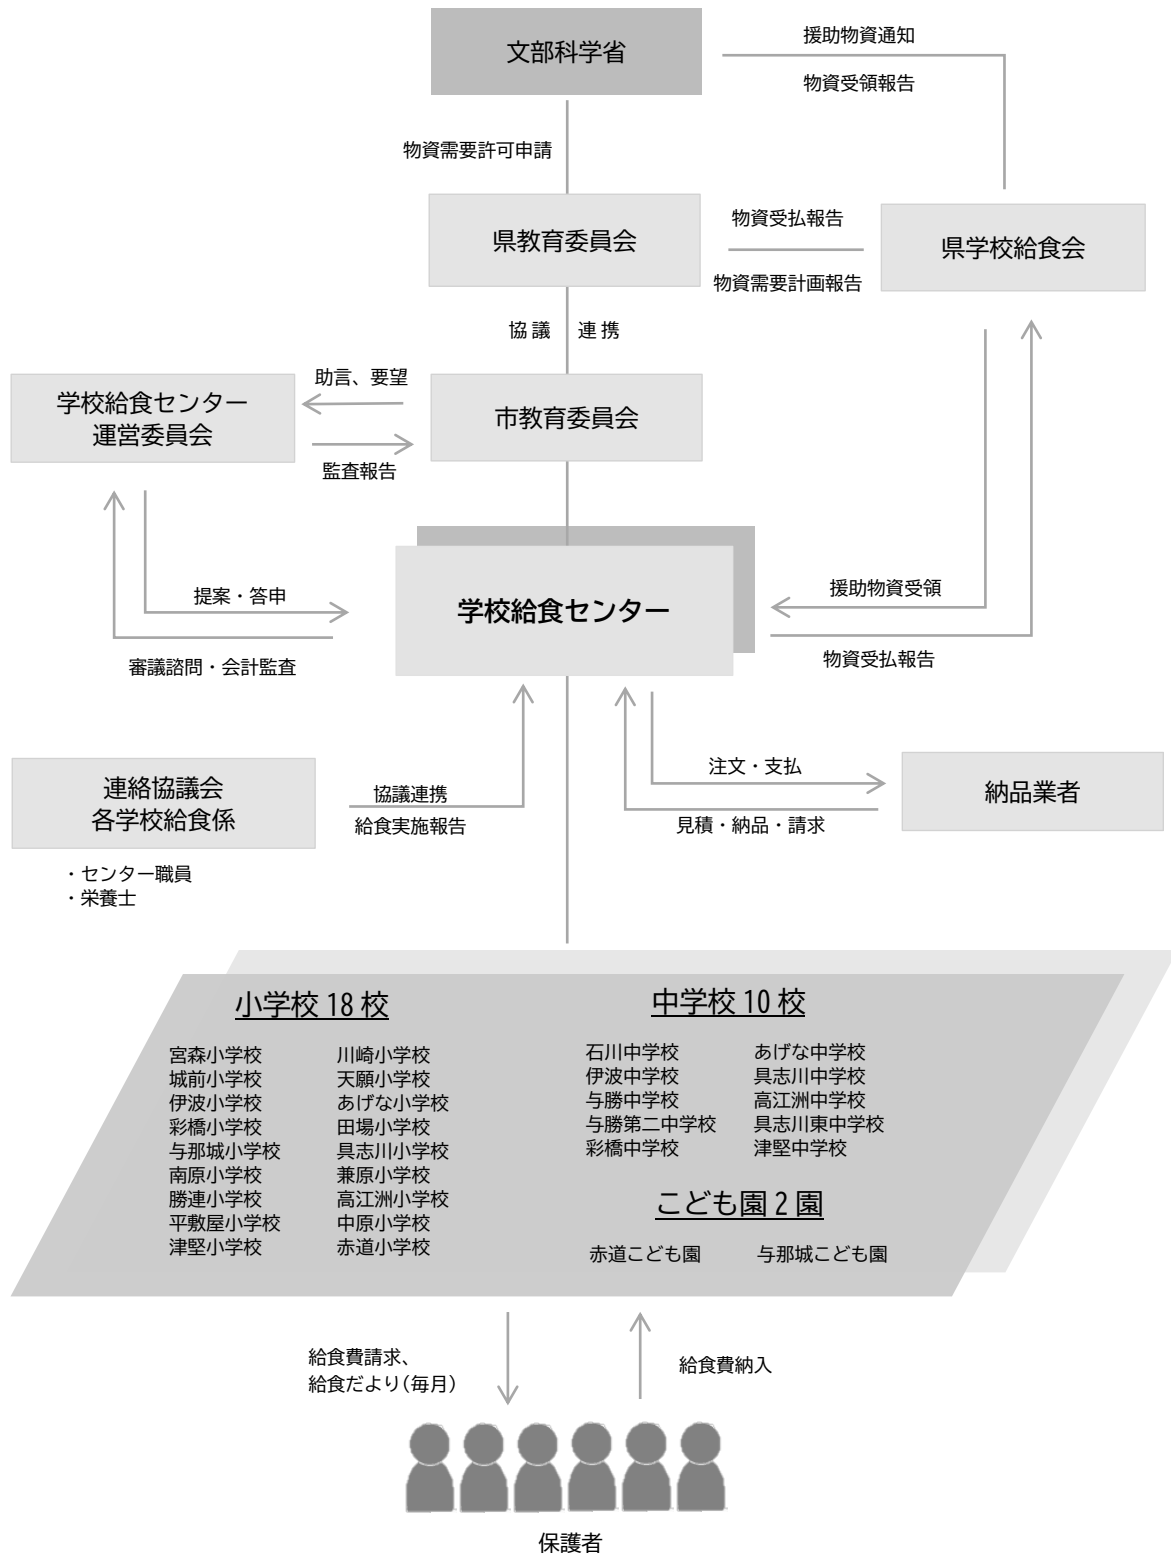 文部科学省
援助物資通知
物資受領報告
物資需要許可申請
県教育委員会
物資受払報告
物資需要計画報告
県学校給食会
協議 連携
学校給食センター
運営委員会
助言、要望
監査報告
市教育委員会
提案・答申
審議諮問・会計監査
学校給食センター
援助物資受領
物資受払報告
連絡協議会
各学校給食係
・センター職員
・栄養士
協議連携
給食実施報告
注文・支払
見積・納品・請求
納品業者
小学校 18 校
宮森小学校 川崎小学校
城前小学校 天願小学校
伊波小学校 あげな小学校
彩橋小学校 田場小学校
与那城小学校 具志川小学校
南原小学校 兼原小学校
勝連小学校 高江洲小学校
平敷屋小学校 中原小学校
津堅小学校 赤道小学校
中学校 10 校
石川中学校 あげな中学校
伊波中学校 具志川中学校
与勝中学校 高江洲中学校
与勝第二中学校 具志川東中学校
彩橋中学校 津堅中学校
こども園 2 園
赤道こども園 与那城こども園
給食費請求、
給食だより(毎月)
給食費納入
保護者